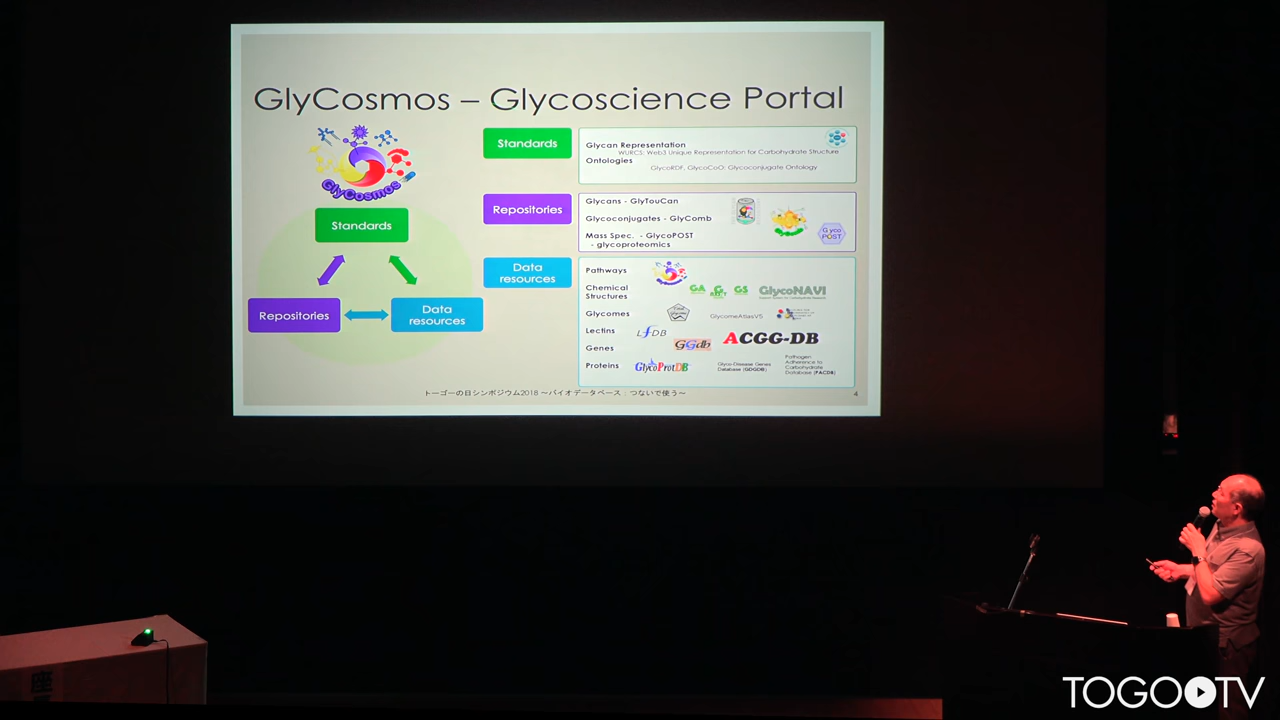 GlyCosmos – Glycoscience Portal
GlyCosmos
Standards
Repositories
Data
resources
Standards
Glycan Representation
WURCS: Web3 Unique Representation for Carbohydrate Structure
Ontologies
GlycoRDF, GlycoCoO: Glycoconjugate Ontology
Repositories
Glycans - GlyTouCan
Glycoconjugates - GlyComb
Mass Spec. - GlycoPOST
- glycoproteomics
Glyco
POST
Data
resources
Pathways
Chemical
Structures
GlycoNAVI
Glycomes
GlycomeAtlasV5
Lectins
LfDB
ACGG-DB
Genes
GGdb
Proteins
GlycoProtDB
Glyco-Disease Genes
Database (GDGDB)
Pathogen
Adherence to
Carbohydrate
Database (PACDB)
トーゴーの日シンポジウム2018 ～バイオデータベース：つないで使う～
4
座
TOGO TV